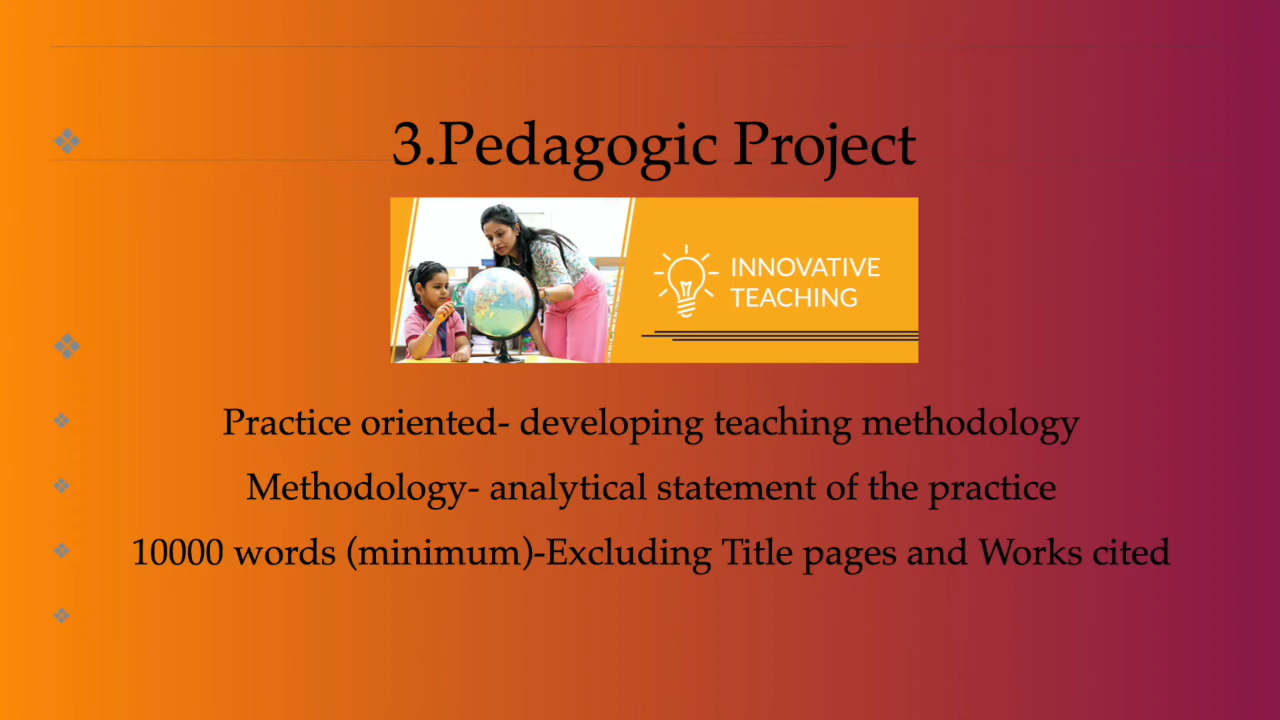 3.Pedagogic Project
INNOVATIVE
TEACHING
Practice oriented- developing teaching methodology
Methodology- analytical statement of the practice
10000 words (minimum)-Excluding Title pages and Works cited